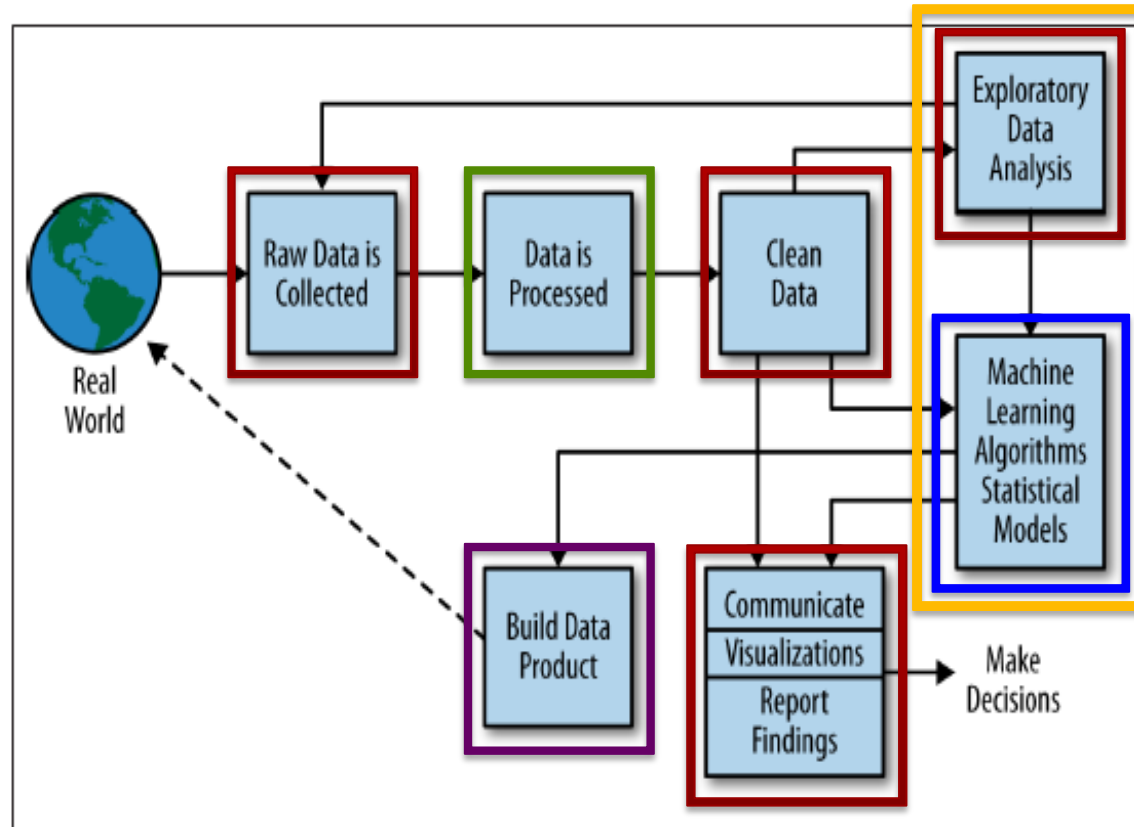 Exploratory
Data
Analysis
Raw Data is
Collected
Data is
Processed
Clean
Data
Real
World
Machine
Learning
Algorithms
Statistical
Models
Build Data
Product
Communicate
Visualizations
Report
Findings
Make
Decisions